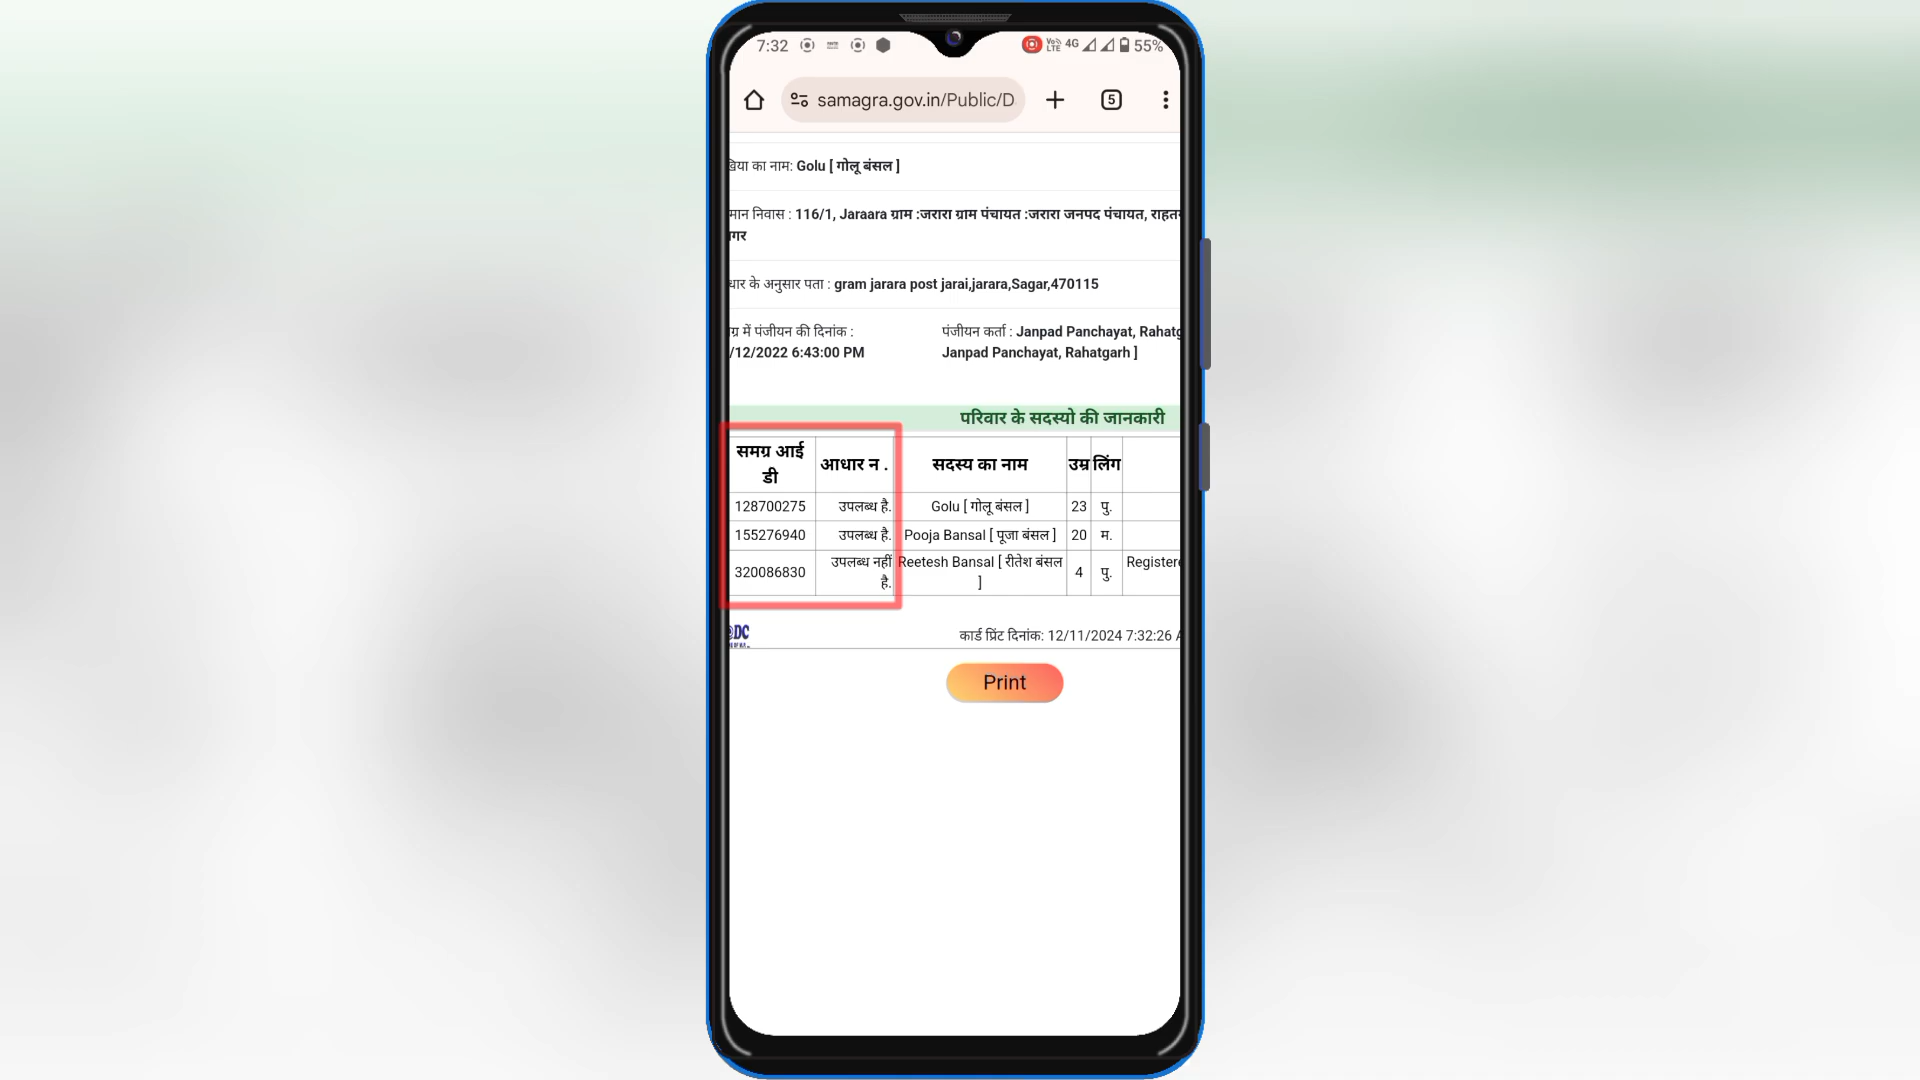 7:32 VoLTE 4G 55%
samagra.gov.in/Public/D 5
खिया का नाम: Golu [ गोलू बंसल ]
मान निवास : 116/1, Jaraara ग्राम :जरारा ग्राम पंचायत :जरारा जनपद पंचायत, राहत
गर
धार के अनुसार पता : gram jarara post jarai,jarara,Sagar,470115
ग्र में पंजीयन की दिनांक : पंजीयन कर्ता : Janpad Panchayat, Rahatg
/12/2022 6:43:00 PM Janpad Panchayat, Rahatgarh ]
परिवार के सदस्यो की जानकारी
समग्र आई डी आधार न . सदस्य का नाम उम्र लिंग
128700275 उपलब्ध है. Golu [ गोलू बंसल ] 23 पु.
155276940 उपलब्ध है. Pooja Bansal [ पूजा बंसल ] 20 म.
320086830 उपलब्ध नहीं है. Reetesh Bansal [ रीतेश बंसल ] 4 पु. Registere
DC कार्ड प्रिंट दिनांक: 12/11/2024 7:32:26 A
Print